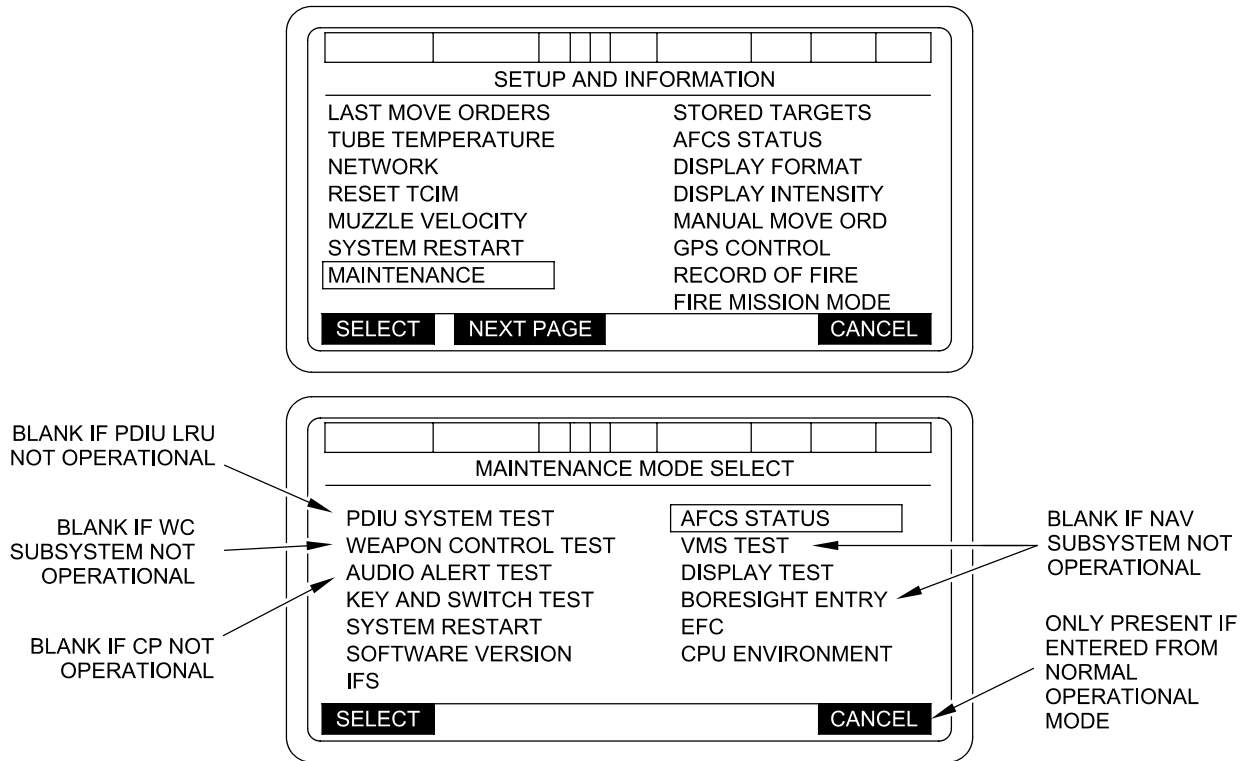 SETUP AND INFORMATION
LAST MOVE ORDERS
TUBE TEMPERATURE
NETWORK
RESET TCIM
MUZZLE VELOCITY
SYSTEM RESTART
MAINTENANCE
STORED TARGETS
AFCS STATUS
DISPLAY FORMAT
DISPLAY INTENSITY
MANUAL MOVE ORD
GPS CONTROL
RECORD OF FIRE
FIRE MISSION MODE
SELECT
NEXT PAGE
CANCEL
BLANK IF PDIU LRU
NOT OPERATIONAL
BLANK IF WC
SUBSYSTEM NOT
OPERATIONAL
BLANK IF CP NOT
OPERATIONAL
MAINTENANCE MODE SELECT
PDIU SYSTEM TEST
WEAPON CONTROL TEST
AUDIO ALERT TEST
KEY AND SWITCH TEST
SYSTEM RESTART
SOFTWARE VERSION
IFS
AFCS STATUS
VMS TEST
DISPLAY TEST
BORESIGHT ENTRY
EFC
CPU ENVIRONMENT
SELECT
CANCEL
BLANK IF NAV
SUBSYSTEM NOT
OPERATIONAL
ONLY PRESENT IF
ENTERED FROM
NORMAL
OPERATIONAL
MODE